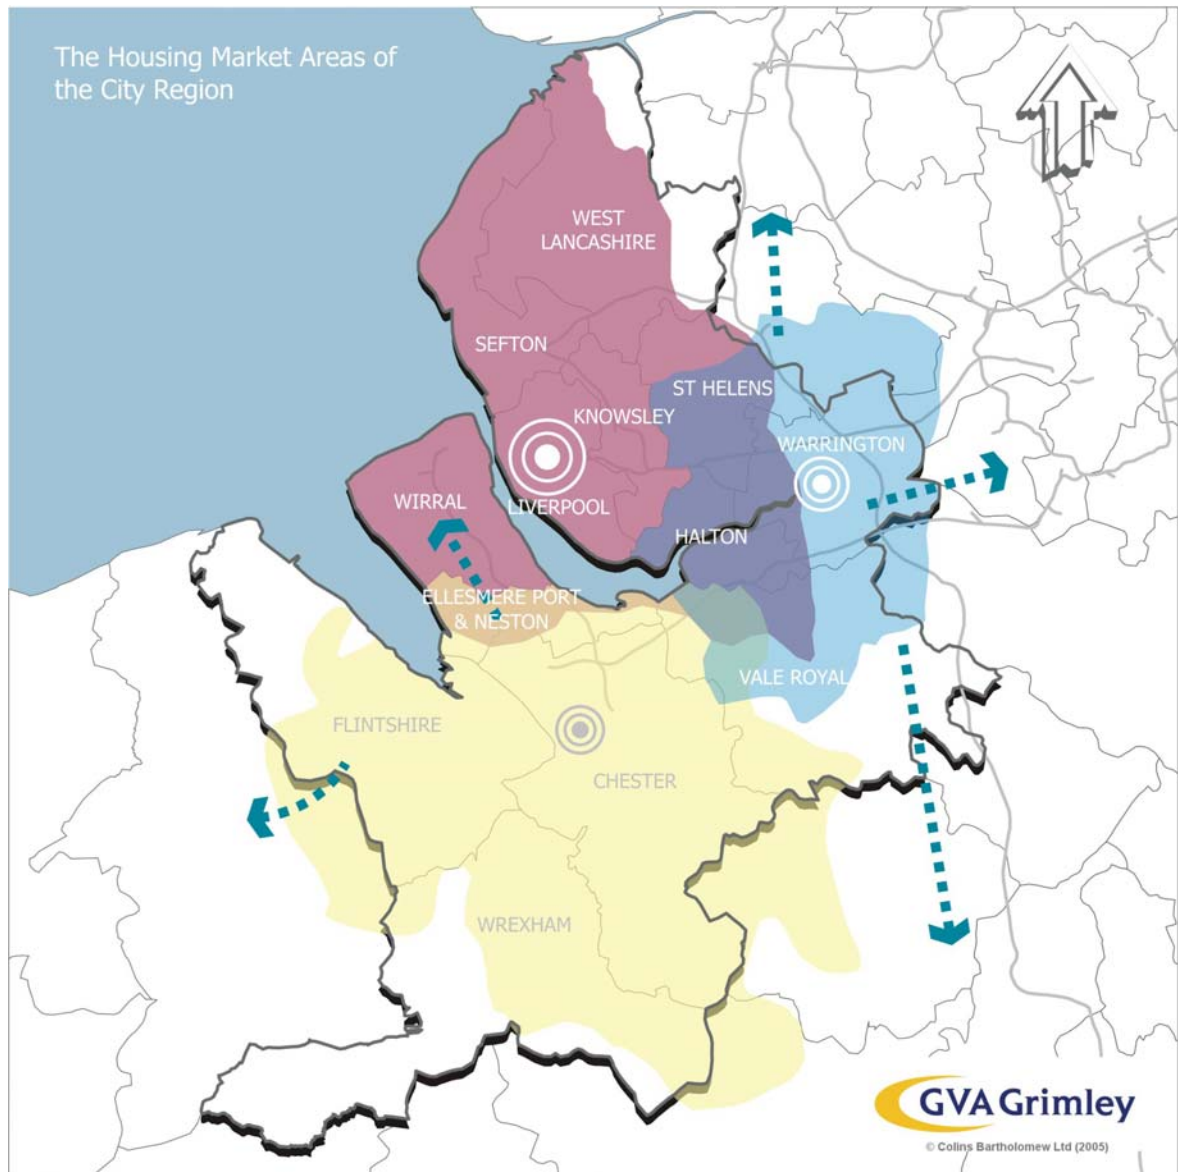 The Housing Market Areas of
the City Region
WEST
LANCASHIRE
SEFTON
ST HELENS
KNOWSLEY
WARRINGTON
WIRRAL
LIVERPOOL
HALTON
ELLESMERE PORT
& NESTON
VALE ROYAL
FLINTSHIRE
CHESTER
WREXHAM
GVA Grimley
© Colins Bartholomew Ltd (2005)